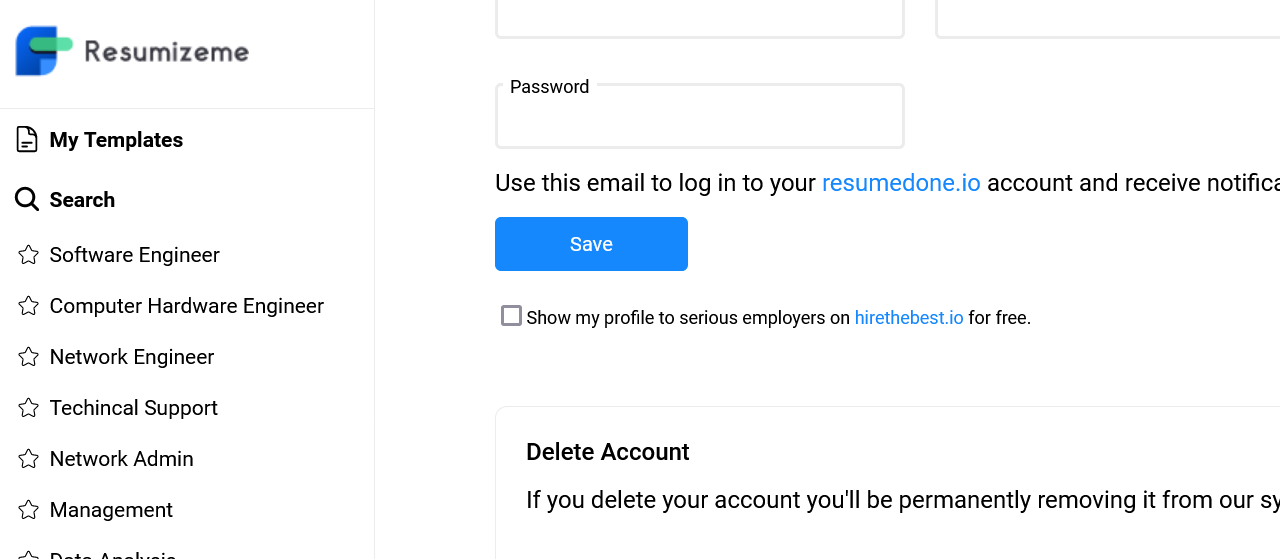 Resumizeme
My Templates
Search
Software Engineer
Computer Hardware Engineer
Network Engineer
Techincal Support
Network Admin
Management
Data Analysis
Password
Use this email to log in to your resumedone.io account and receive notifica
Save
Show my profile to serious employers on hirethebest.io for free.
Delete Account
If you delete your account you'll be permanently removing it from our sy